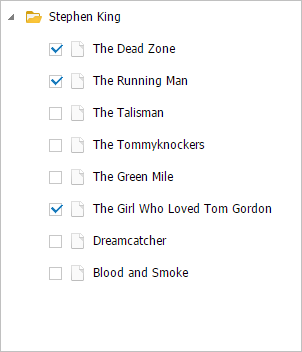 Stephen King
The Dead Zone
The Running Man
The Talisman
The Tommyknockers
The Green Mile
The Girl Who Loved Tom Gordon
Dreamcatcher
Blood and Smoke